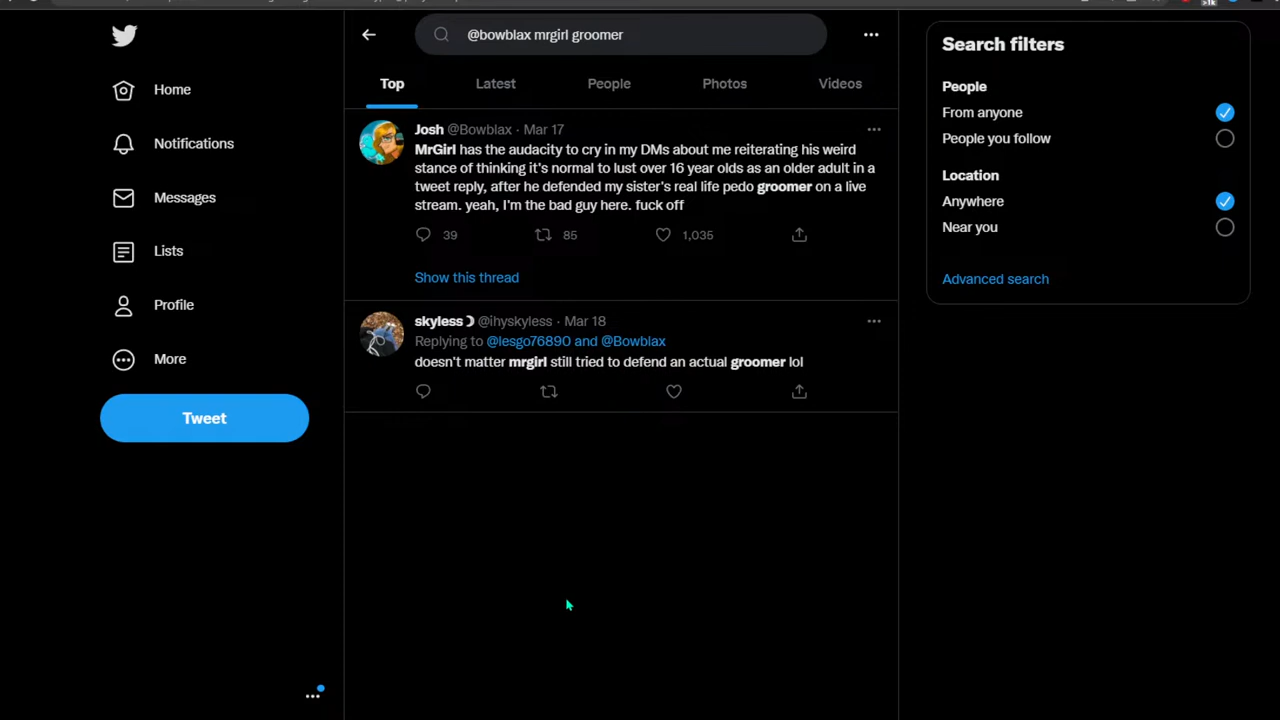 @bowblax mrgirl groomer
Home
Notifications
Messages
Lists
Profile
More
Tweet
Top
Latest
People
Photos
Videos
Josh @Bowblax · Mar 17
MrGirl has the audacity to cry in my DMs about me reiterating his weird
stance of thinking it's normal to lust over 16 year olds as an older adult in a
tweet reply, after he defended my sister's real life pedo groomer on a live
stream. yeah, I'm the bad guy here. fuck off
39
85
1,035
Show this thread
skyless @ihyskyless · Mar 18
Replying to @lesgo76890 and @Bowblax
doesn't matter mrgirl still tried to defend an actual groomer lol
Search filters
People
From anyone
People you follow
Location
Anywhere
Near you
Advanced search